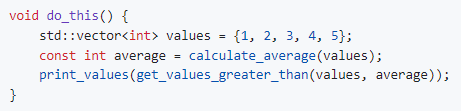 void do_this() {
    std::vector<int> values = {1, 2, 3, 4, 5};
    const int average = calculate_average(values);
    print_values(get_values_greater_than(values, average));
}